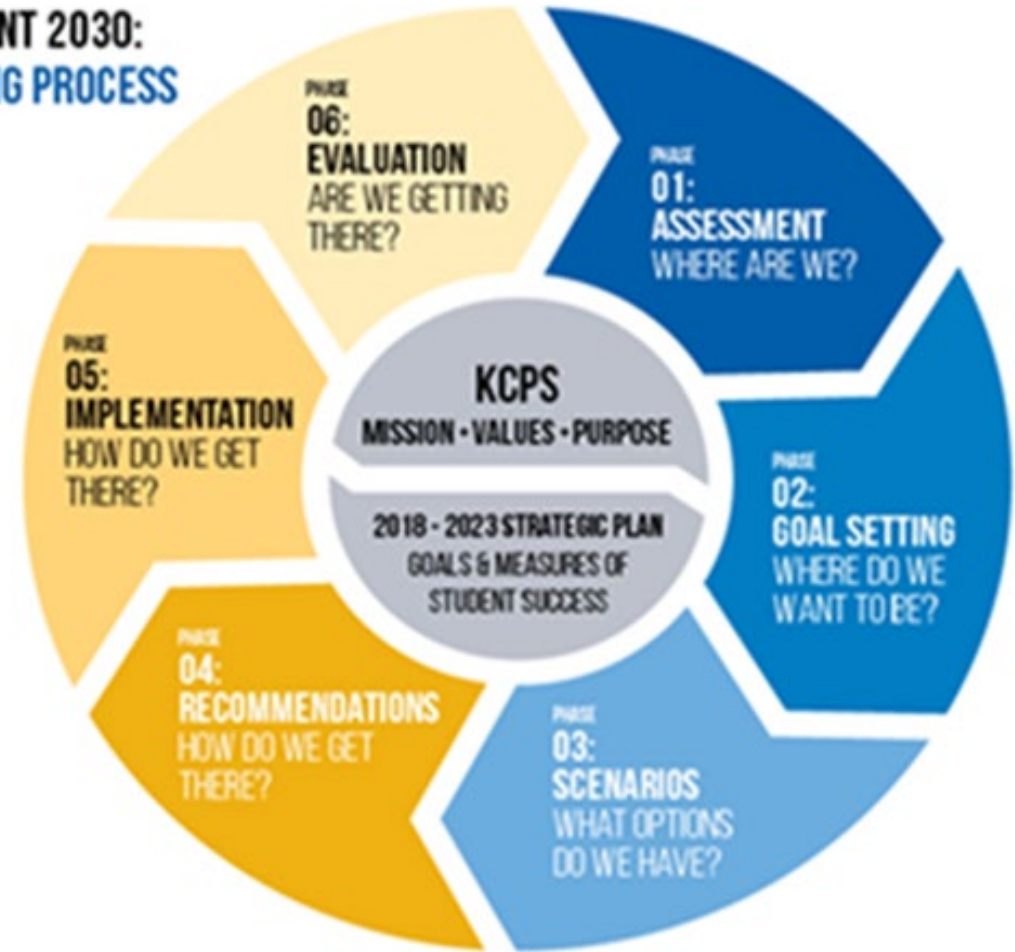 NT 2030:
G PROCESS
PHASE
01:
ASSESSMENT
WHERE ARE WE?
PHASE
02:
GOAL SETTING
WHERE DO WE
WANT TO BE?
PHASE
03:
SCENARIOS
WHAT OPTIONS
DO WE HAVE?
PHASE
04:
RECOMMENDATIONS
HOW DO WE GET
THERE?
PHASE
05:
IMPLEMENTATION
HOW DO WE GET
THERE?
PHASE
06:
EVALUATION
ARE WE GETTING
THERE?
KCPS
MISSION • VALUES • PURPOSE
2018 - 2023 STRATEGIC PLAN
GOALS & MEASURES OF
STUDENT SUCCESS